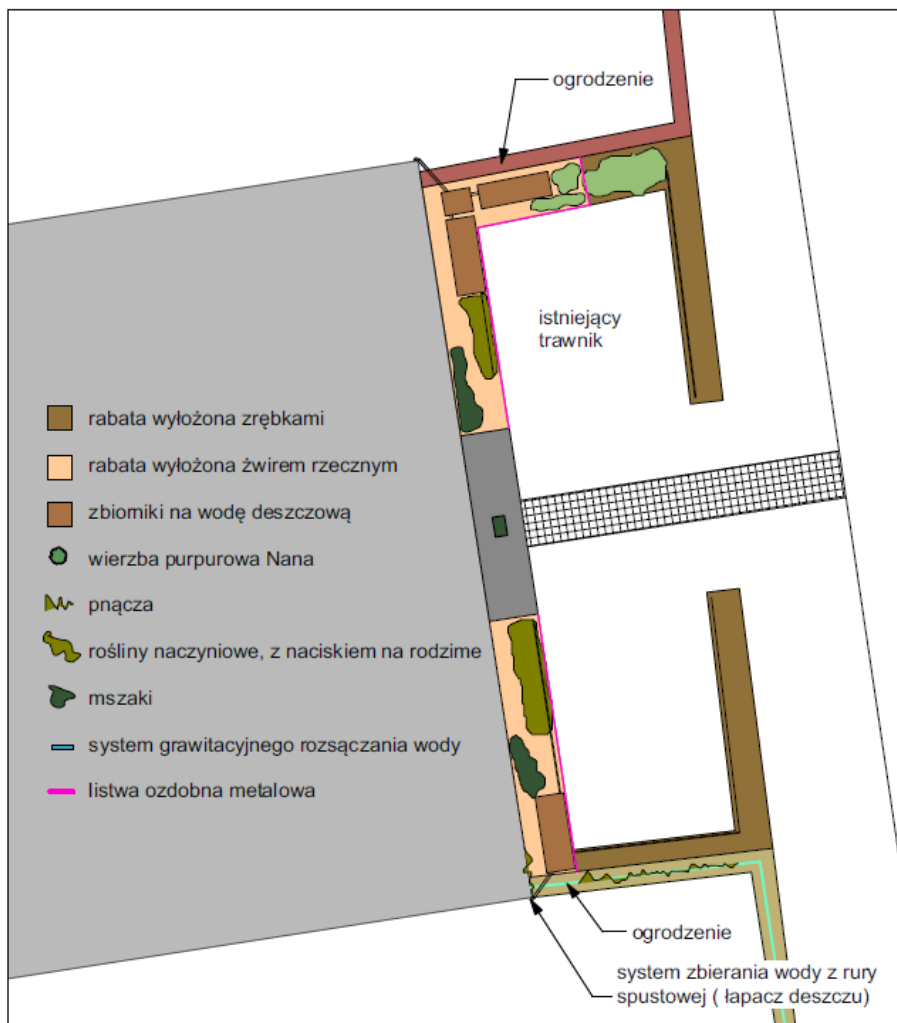 ogrodzenie
istniejący
trawnik
rabata wyłożona zrębkami
rabata wyłożona żwirem rzecznym
zbiorniki na wodę deszczową
wierzba purpurowa Nana
pnącza
rośliny naczyniowe, z naciskiem na rodzime
mszaki
system grawitacyjnego rozsączania wody
listwa ozdobna metalowa
ogrodzenie
system zbierania wody z rury
spustowej ( łapacz deszczu)